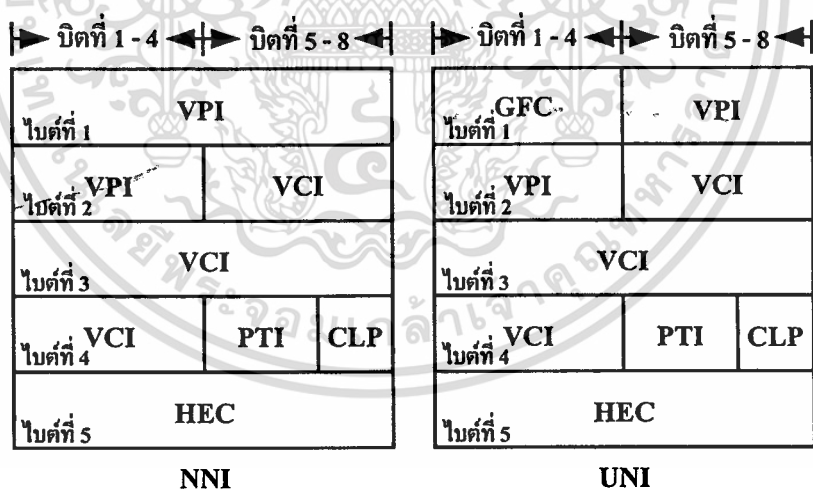 บิตที่ 1 - 4 บิตที่ 5 - 8
VPI
ไบต์ที่ 1
VPI VCI
ไบต์ที่ 2
VCI
ไบต์ที่ 3
VCI PTI CLP
ไบต์ที่ 4
HEC
ไบต์ที่ 5
NNI
บิตที่ 1 - 4 บิตที่ 5 - 8
GFC VPI
ไบต์ที่ 1
VPI VCI
ไบต์ที่ 2
VCI
ไบต์ที่ 3
VCI PTI CLP
ไบต์ที่ 4
HEC
ไบต์ที่ 5
UNI